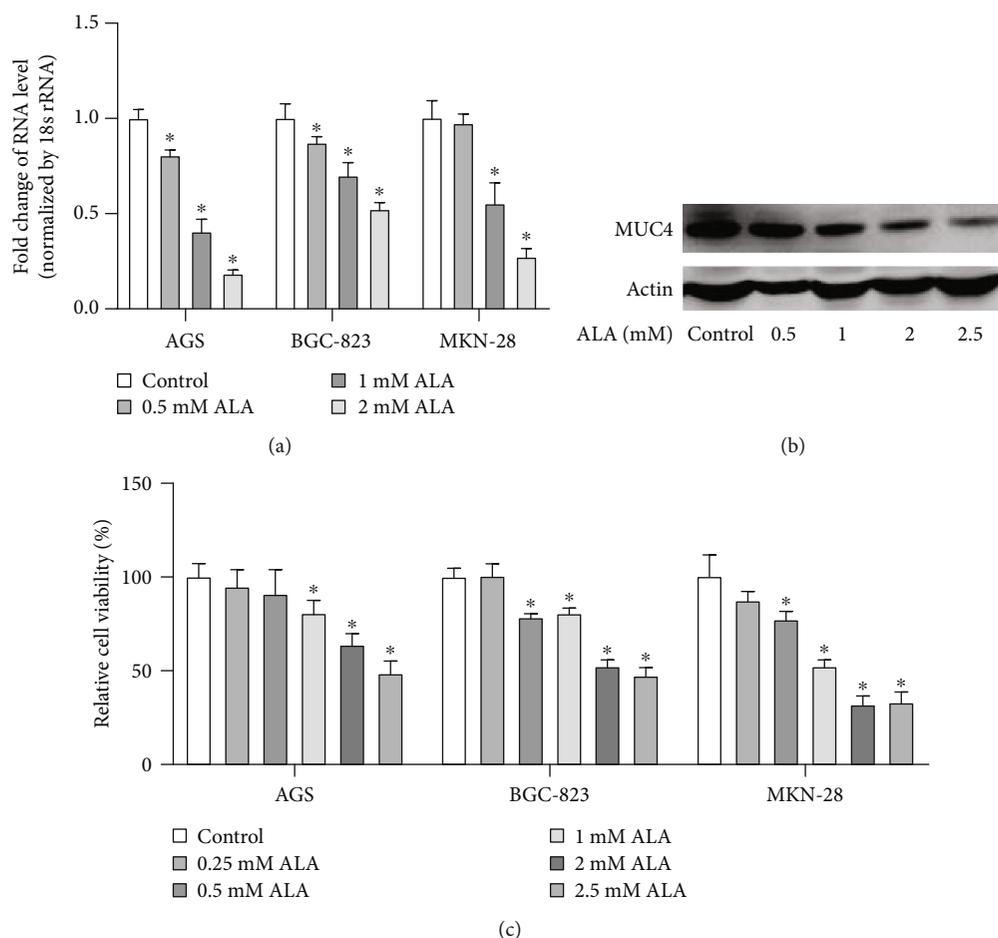 1.5
1.0
0.5
0.0
Fold change of RNA level
(normalized by 18s rRNA)
* * *
* * *
* *
AGS BGC-823 MKN-28
Control 1 mM ALA
0.5 mM ALA 2 mM ALA
(a)
MUC4
Actin
ALA (mM) Control 0.5 1 2 2.5
(b)
150
100
50
0
Relative cell viability (%)
* * *
* * * *
* * * *
AGS BGC-823 MKN-28
Control 1 mM ALA
0.25 mM ALA 2 mM ALA
0.5 mM ALA 2.5 mM ALA
(c)